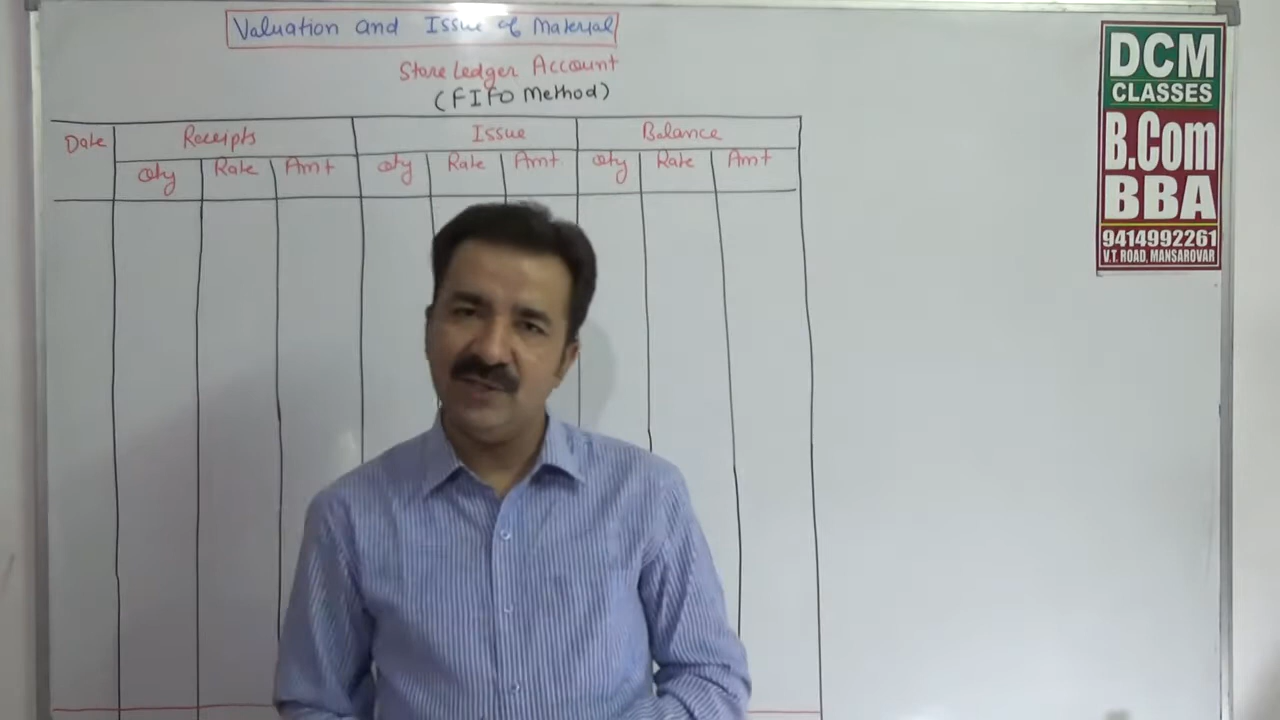 Valuation and Issue of Material
Store Ledger Account
(FIFO Method)
Date Receipts Issue Balance
Qty Rate Amt Qty Rate Amt Qty Rate Amt
DCM
CLASSES
B.Com
BBA
9414992261
V.T. ROAD, MANSAROVAR